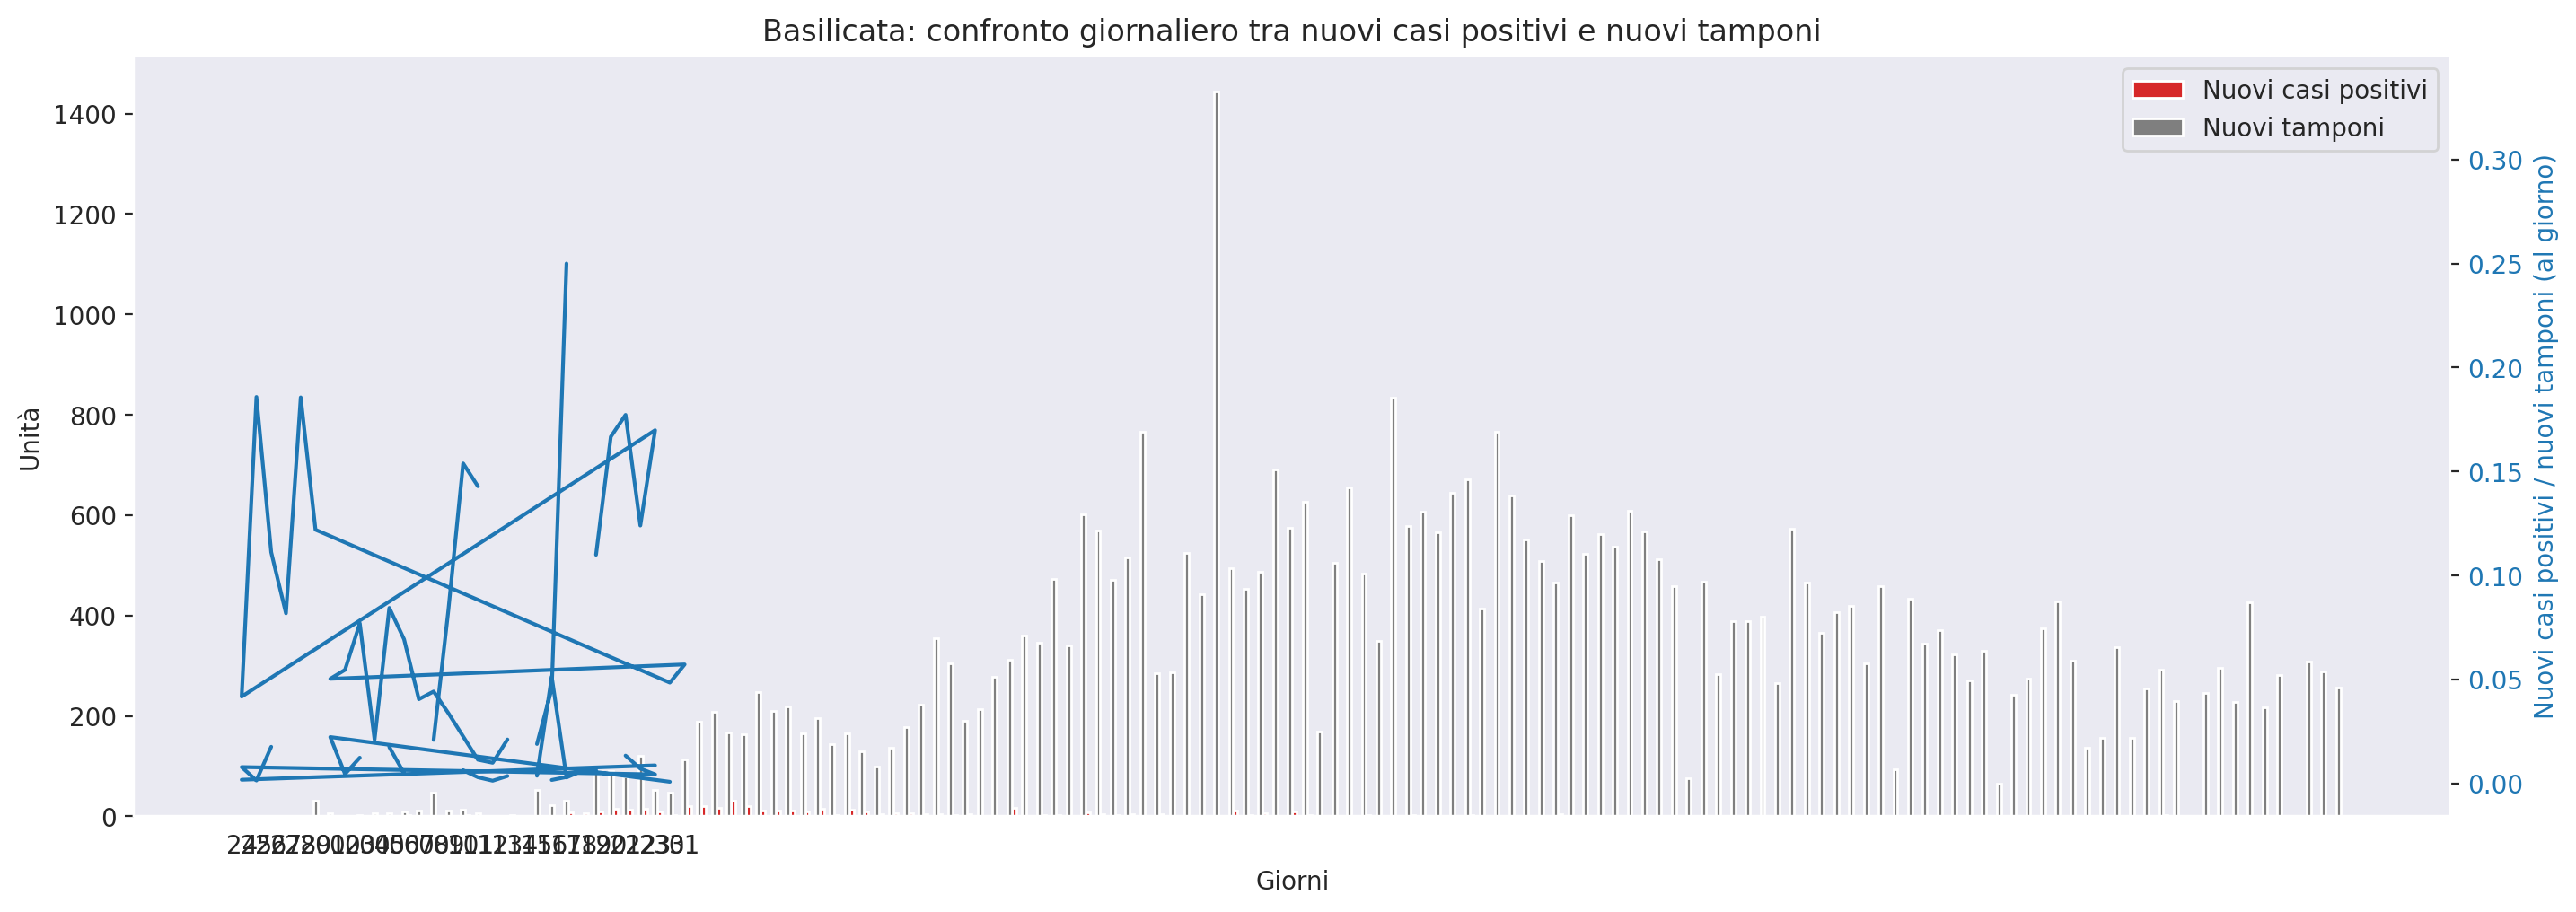 Basilicata: confronto giornaliero tra nuovi casi positivi e nuovi tamponi
Nuovi casi positivi
Nuovi tamponi
1400
1200
1000
800
600
400
200
0
Unità
0.30
0.25
0.20
0.15
0.10
0.05
0.00
Nuovi casi positivi / nuovi tamponi (al giorno)
Giorni